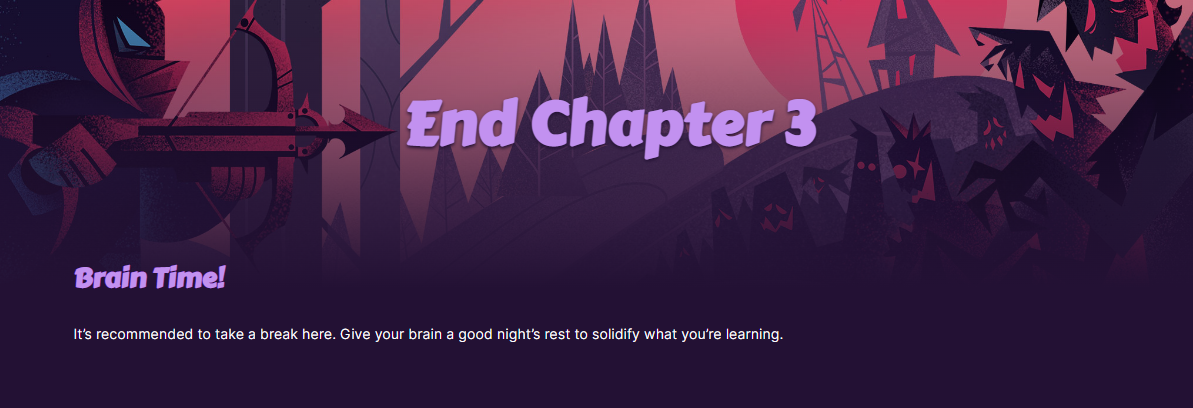 End Chapter 3
Brain Time!
It’s recommended to take a break here. Give your brain a good night’s rest to solidify what you’re learning.